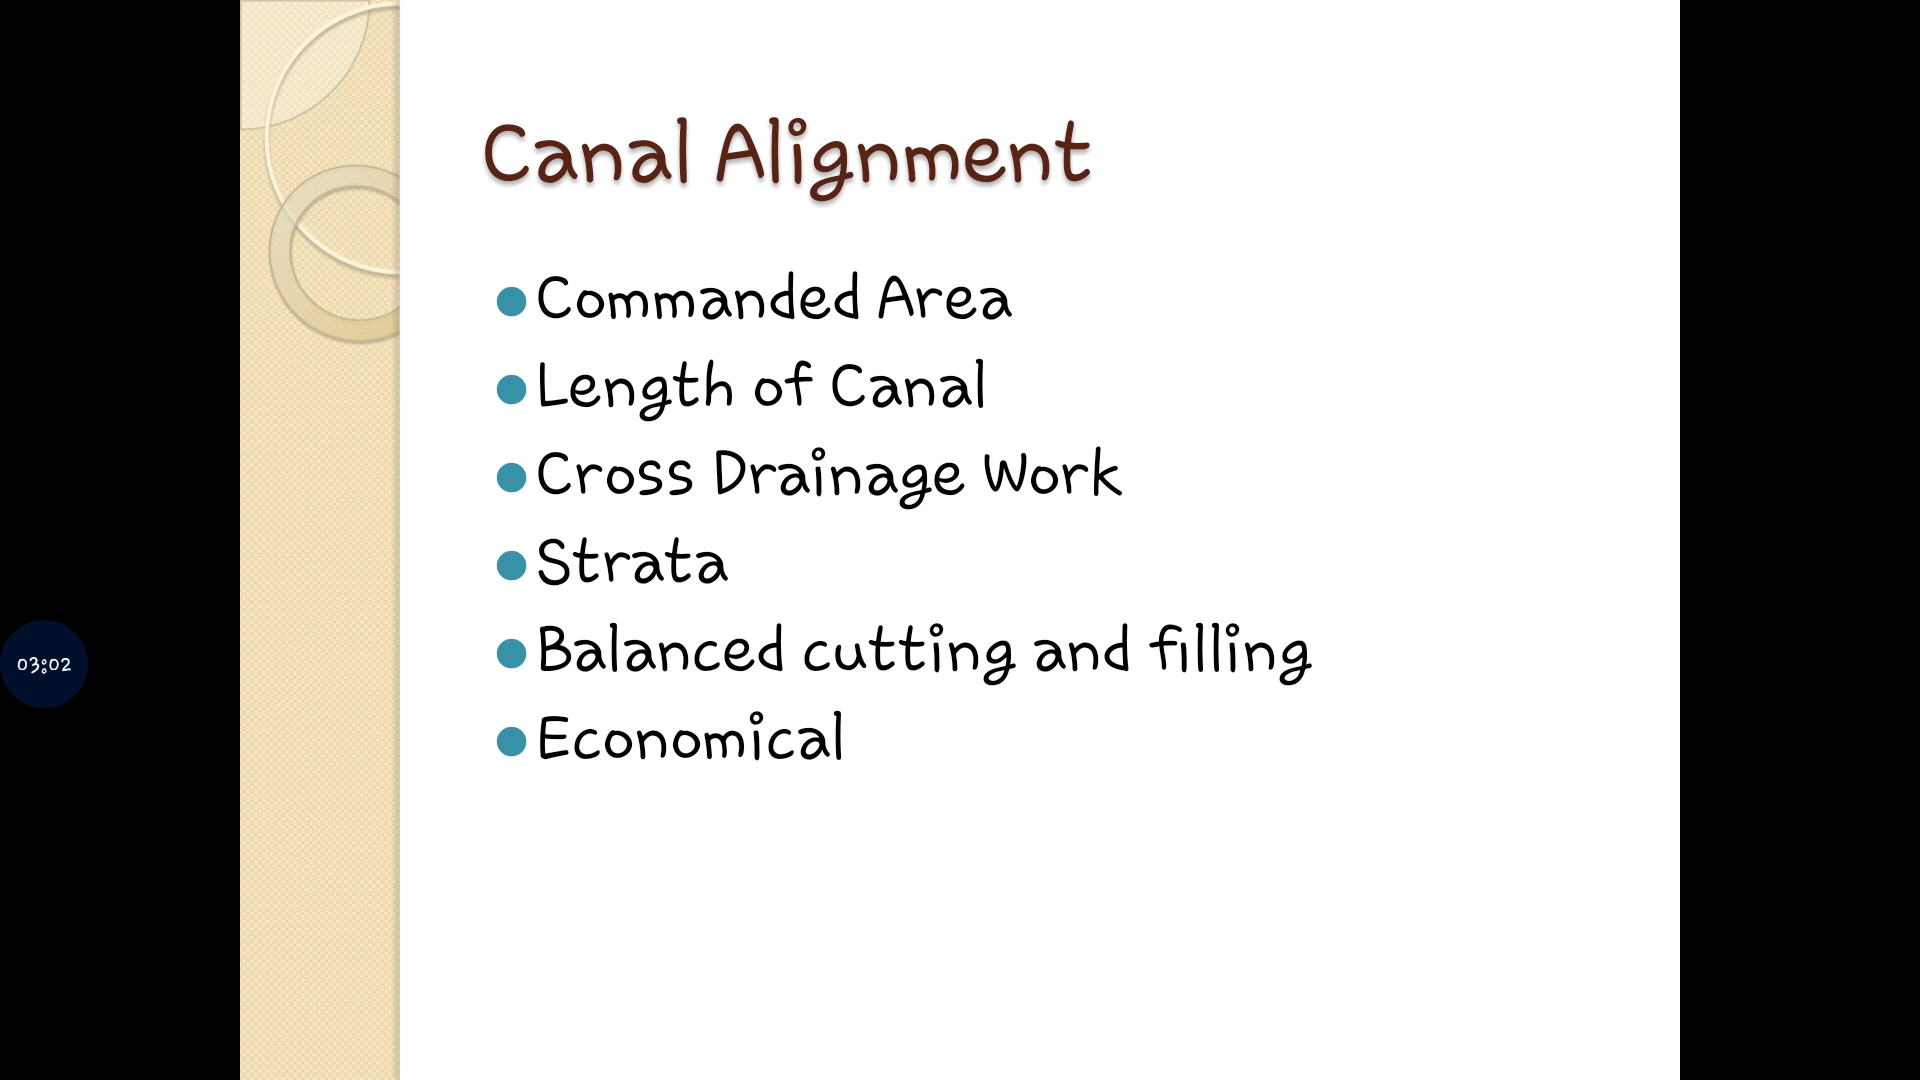 Canal Alignment
Commanded Area
Length of Canal
Cross Drainage Work
Strata
Balanced cutting and filling
Economical
03:02